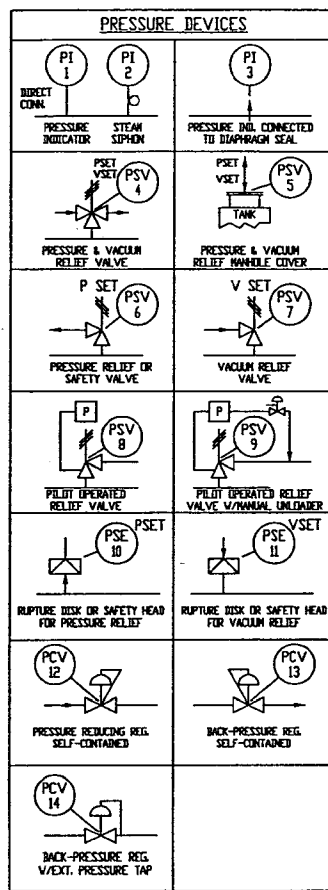 PRESSURE DEVICES
PI
1
PI
2
DIRECT
CONN.
PRESSURE
INDICATOR
STEAM
SIPHON
PI
3
PRESSURE IND. CONNECTED
TO DIAPHRAGM SEAL
PSET
VSET
PSV
4
PRESSURE & VACUUM
RELIEF VALVE
PSET
VSET
PSV
5
TANK
PRESSURE & VACUUM
RELIEF MANHOLE COVER
P SET
PSV
6
PRESSURE RELIEF OR
SAFETY VALVE
V SET
PSV
7
VACUUM RELIEF
VALVE
P
PSV
8
PILOT OPERATED
RELIEF VALVE
P
PSV
9
PILOT OPERATED RELIEF
VALVE W/MANUAL UNLOADER
PSE
10
PSET
RUPTURE DISK OR SAFETY HEAD
FOR PRESSURE RELIEF
PSE
11
VSET
RUPTURE DISK OR SAFETY HEAD
FOR VACUUM RELIEF
PCV
12
PRESSURE REDUCING REG.
SELF-CONTAINED
PCV
13
BACK-PRESSURE REG.
SELF-CONTAINED
PCV
14
BACK-PRESSURE REG.
W/EXT. PRESSURE TAP